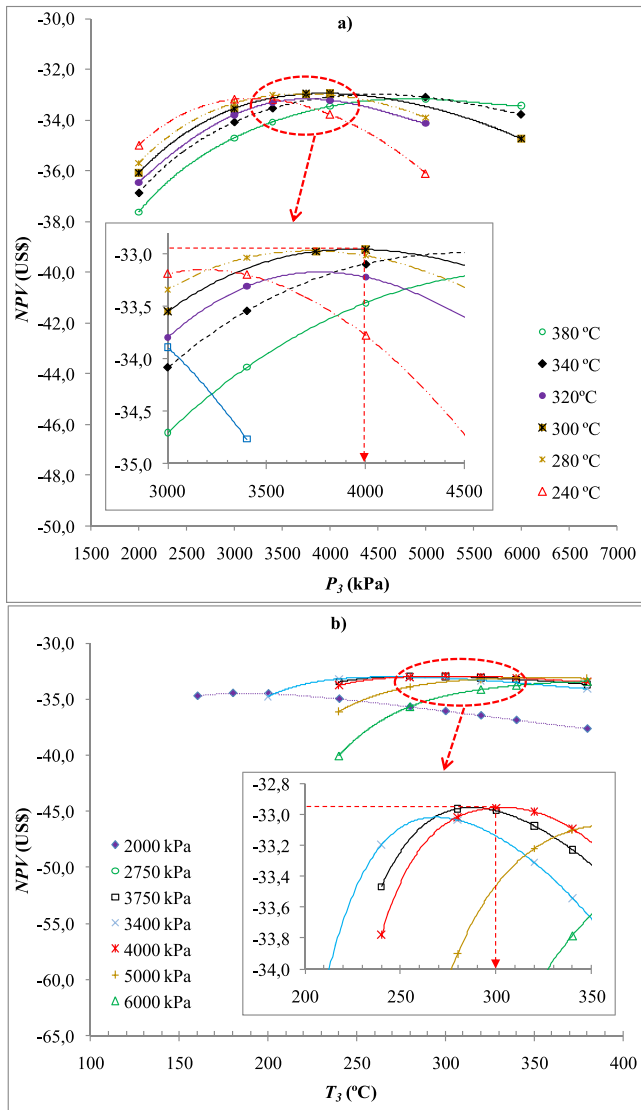 a)
-30,0
-32,0
-34,0
-36,0
-38,0
-40,0
-42,0
-44,0
-46,0
-48,0
-50,0
NPV (US$)
-33,0
-33,5
-34,0
-34,5
-35,0
3000 3500 4000 4500
380 ºC
340 ºC
320ºC
300 ºC
280 ºC
240 ºC
1500 2000 2500 3000 3500 4000 4500 5000 5500 6000 6500 7000
P3 (kPa)
b)
-30,0
-35,0
-40,0
-45,0
-50,0
-55,0
-60,0
-65,0
NPV (US$)
-32,8
-33,0
-33,2
-33,4
-33,6
-33,8
-34,0
200 250 300 350
2000 kPa
2750 kPa
3750 kPa
3400 kPa
4000 kPa
5000 kPa
6000 kPa
100 150 200 250 300 350 400
T3 (ºC)